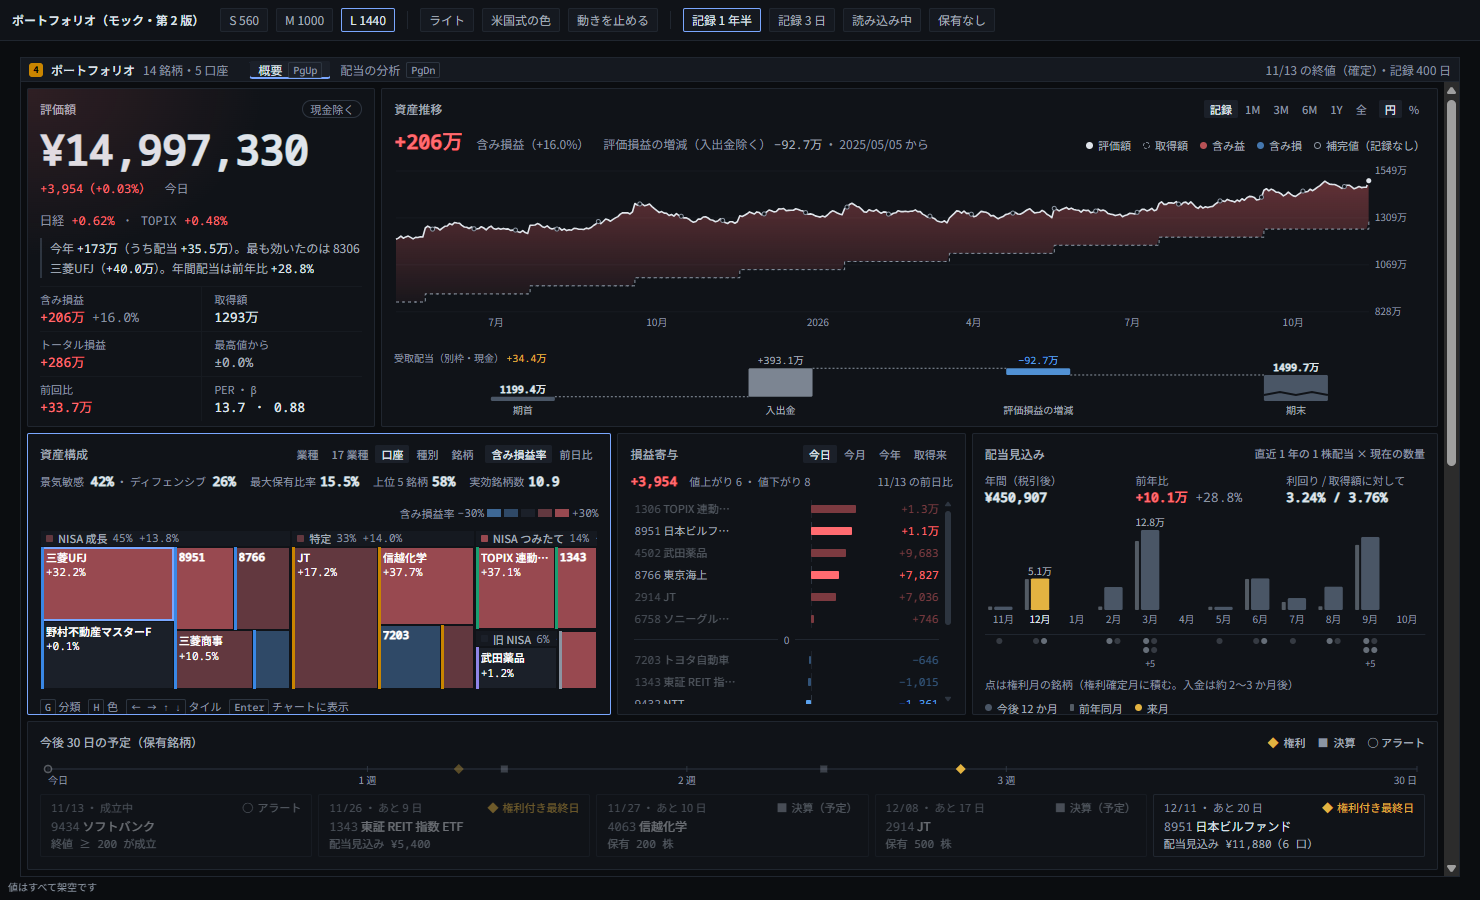 ポートフォリオ（モック・第２版） S 560 M 1000 L 1440 ライト 米国式の色 動きを止める 記録１年半 記録３日 読み込み中 保有なし
4 ポートフォリオ 14 銘柄・5 口座 概要 PgUp 配当の分析 PgDn 11/13 の終値（確定）・記録 400 日
評価額 現金除く
¥14,997,330
+3,954 (+0.03%) 今日
日経 +0.62% ・ TOPIX +0.48%
今年 +173万（うち配当 +35.5万）。最も効いたのは 8306
三菱UFJ（+40.0万）。年間配当は前年比 +28.8%
含み損益 取得額
+206万 +16.0% 1293万
トータル損益 最高値から
+286万 ±0.0%
前回比 PER・β
+33.7万 13.7 ・ 0.88
資産推移 記録 1M 3M 6M 1Y 全 円 %
+206万 含み損益（+16.0%） 評価損益の増減（入出金除く） −92.7万・ 2025/05/05 から
評価額 取得額 含み益 含み損 補完値（記録なし）
1549万
1309万
1069万
828万
7月 10月 2026 4月 7月 10月
受取配当（別枠・現金） +34.4万
1199.4万 +393.1万 −92.7万 1499.7万
期首 入出金 評価損益の増減 期末
資産構成 業種 17 業種 口座 種別 銘柄 含み損益率 前日比
景気敏感 42%・ディフェンシブ 26% 最大保有比率 15.5% 上位 5 銘柄 58% 実効銘柄数 10.9
含み損益率 −30% +30%
NISA 成長 45% +13.8% 特定 33% +14.0% NISA つみたて 14%
三菱UFJ 8951 8766 JT 信越化学 TOPIX 連動… 1343
+32.2% +17.2% +37.7% +37.1%
野村不動産マスターF
+0.1%
三菱商事
+10.5%
7203
旧 NISA 6%
武田薬品
+1.2%
G 分類 H 色 ← → ↑ ↓ タイル Enter チャートに表示
損益寄与 今日 今月 今年 取得来
+3,954 値上がり 6・値下がり 8 11/13 の前日比
1306 TOPIX 連動… +1.3万
8951 日本ビルフ… +1.1万
4502 武田薬品 +9,683
8766 東京海上 +7,827
2914 JT +7,036
6758 ソニーグル… +746
0
7203 トヨタ自動車 −646
1343 東証 REIT 指… −1,015
9432 NTT −1,361
配当見込み 直近 1 年の 1 株配当 × 現在の数量
年間（税引後） 前年比 利回り / 取得額に対して
¥450,907 +10.1万 +28.8% 3.24% / 3.76%
12.8万
5.1万
11月 12月 1月 2月 3月 4月 5月 6月 7月 8月 9月 10月
+5 +5
点は権利月の銘柄（権利確定月に積む。入金は約 2〜3 か月後）
今後 12 か月 前年同月 来月
今後 30 日の予定（保有銘柄） 権利 決算 アラート
今日 1 週 2 週 3 週 30 日
11/13・成立中 アラート
9434 ソフトバンク
終値 ≥ 200 が成立
11/26・あと 9 日 権利付き最終日
1343 東証 REIT 指数 ETF
配当見込み ¥5,400
11/27・あと 10 日 決算（予定）
4063 信越化学
保有 200 株
12/08・あと 17 日 決算（予定）
2914 JT
保有 500 株
12/11・あと 20 日 権利付き最終日
8951 日本ビルファンド
配当見込み ¥11,880（6 口）
値はすべて架空です